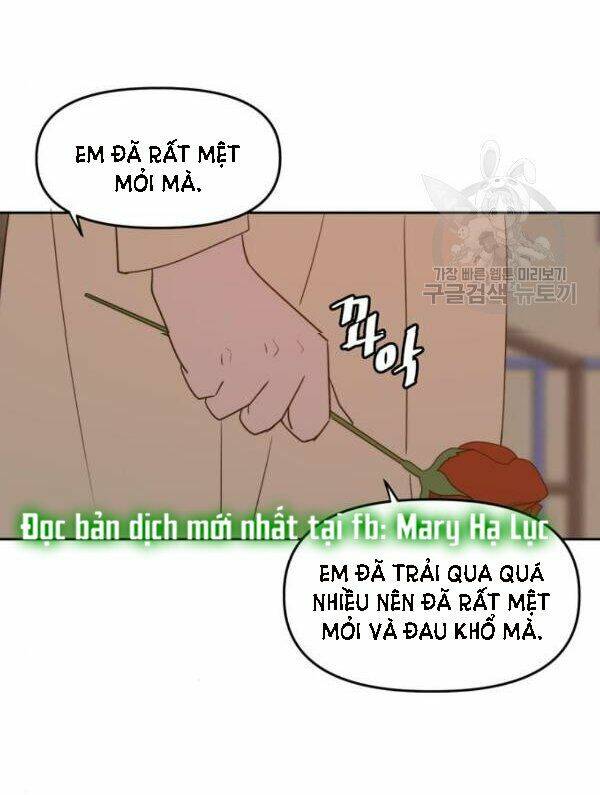 EM ĐÃ RẤT MỆT
MỎI MÀ.
가장 빠른 웹툰 미리보기
구글검색 뉴토끼
꽈악
Đọc bản dịch mới nhất tại fb: Mary Hạ Lục
EM ĐÃ TRẢI QUA QUÁ
NHIỀU NÊN ĐÃ RẤT MỆT
MỎI VÀ ĐAU KHỔ MÀ.